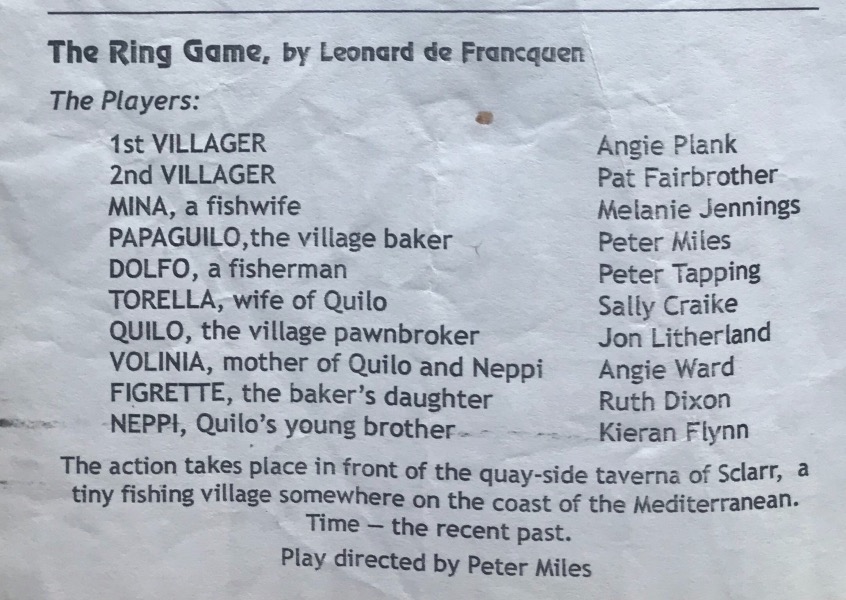 The Ring Game, by Leonard de Francquen
The Players:
1st VILLAGER Angie Plank
2nd VILLAGER Pat Fairbrother
MINA, a fishwife Melanie Jennings
PAPAGUILO,the village baker Peter Miles
DOLFO, a fisherman Peter Tapping
TORELLA, wife of Quilo Sally Craike
QUILO, the village pawnbroker Jon Litherland
VOLINIA, mother of Quilo and Neppi Angie Ward
FIGRETTE, the baker's daughter Ruth Dixon
NEPPI, Quilo's young brother Kieran Flynn
The action takes place in front of the quay-side taverna of Sclarr, a
tiny fishing village somewhere on the coast of the Mediterranean.
Time – the recent past.
Play directed by Peter Miles